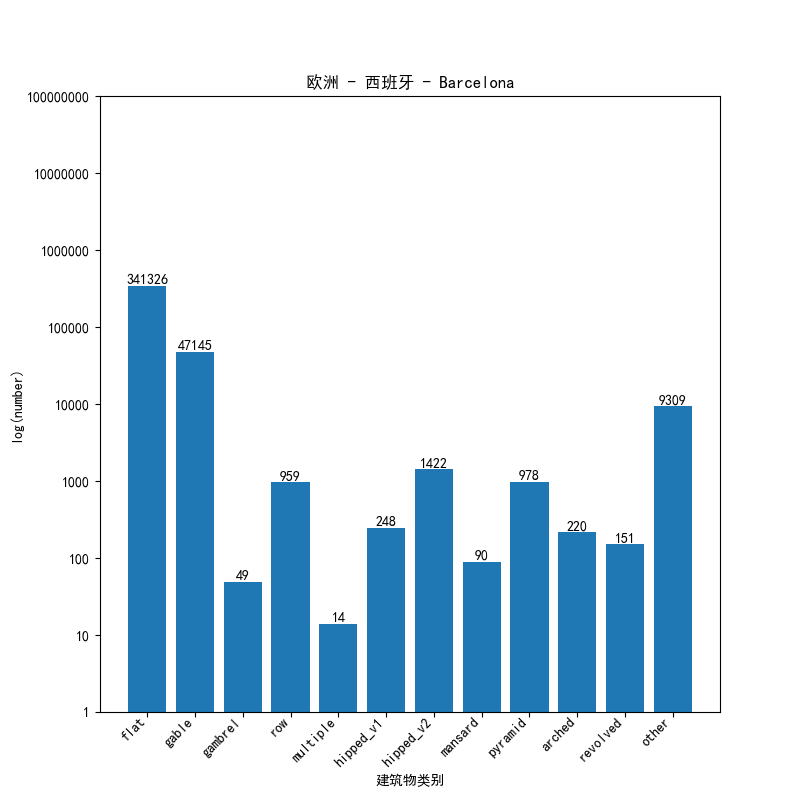 欧洲 - 西班牙 - Barcelona
100000000
10000000
1000000
100000
10000
1000
100
10
1
log(number)
341326
47145
49
959
14
248
1422
90
978
220
151
9309
flat
gable
gambrel
row
multiple
hipped_v1
hipped_v2
mansard
pyramid
arched
revolved
other
建筑物类别